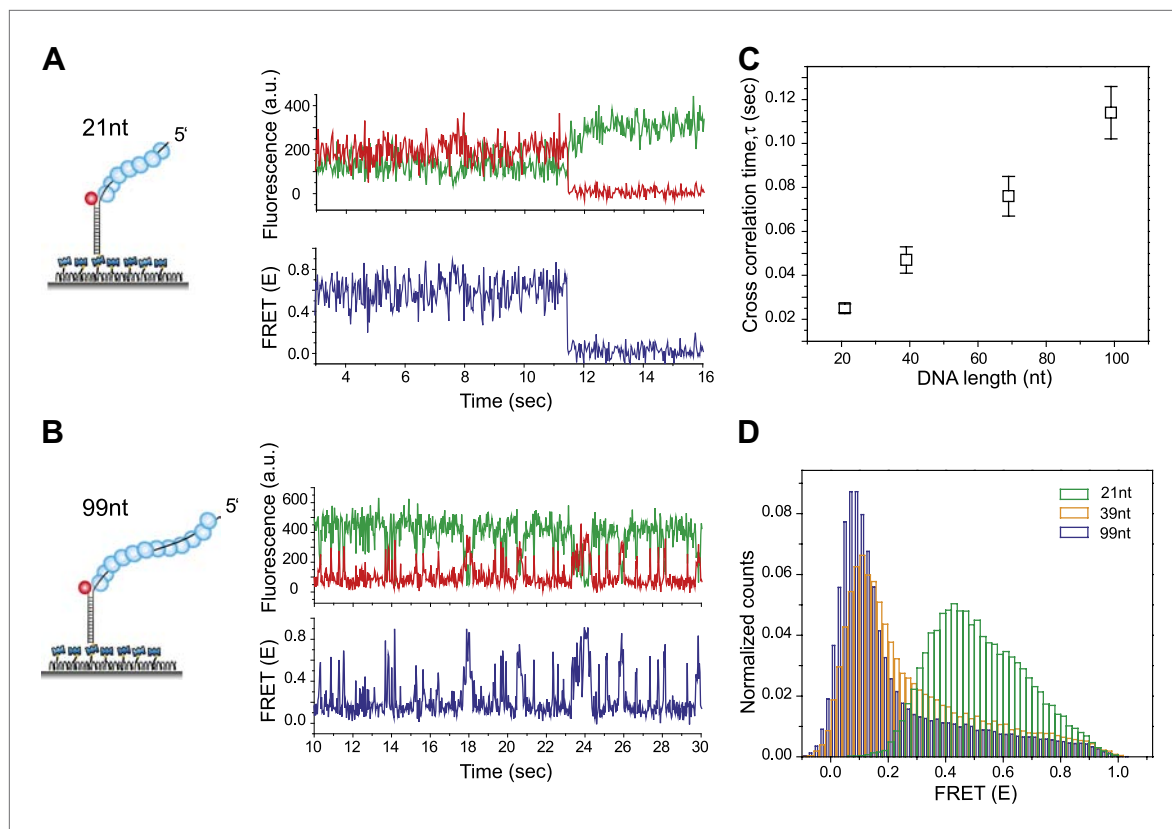 A
21nt
5'
Fluorescence (a.u.)
400
200
0
FRET (E)
0.8
0.4
0.0
4 6 8 10 12 14 16
Time (sec)
B
99nt
5'
Fluorescence (a.u.)
600
400
200
0
FRET (E)
0.8
0.4
0.0
10 12 14 16 18 20 22 24 26 28 30
Time (sec)
C
Cross correlation time,τ (sec)
0.12
0.10
0.08
0.06
0.04
0.02
20 40 60 80 100
DNA length (nt)
D
Normalized counts
0.08
0.06
0.04
0.02
0.00
21nt
39nt
99nt
0.0 0.2 0.4 0.6 0.8 1.0
FRET (E)